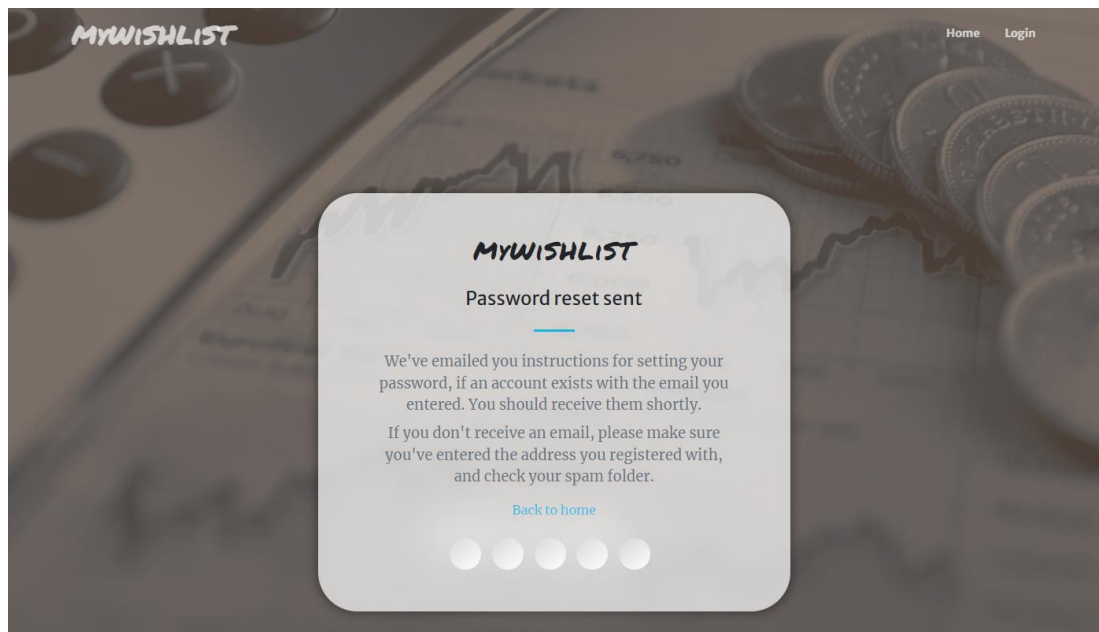 MyWishlist
Home
Login
6,750
MyWishlist
Password reset sent
We've emailed you instructions for setting your
password, if an account exists with the email you
entered. You should receive them shortly.
If you don't receive an email, please make sure
you've entered the address you registered with,
and check your spam folder.
Back to home